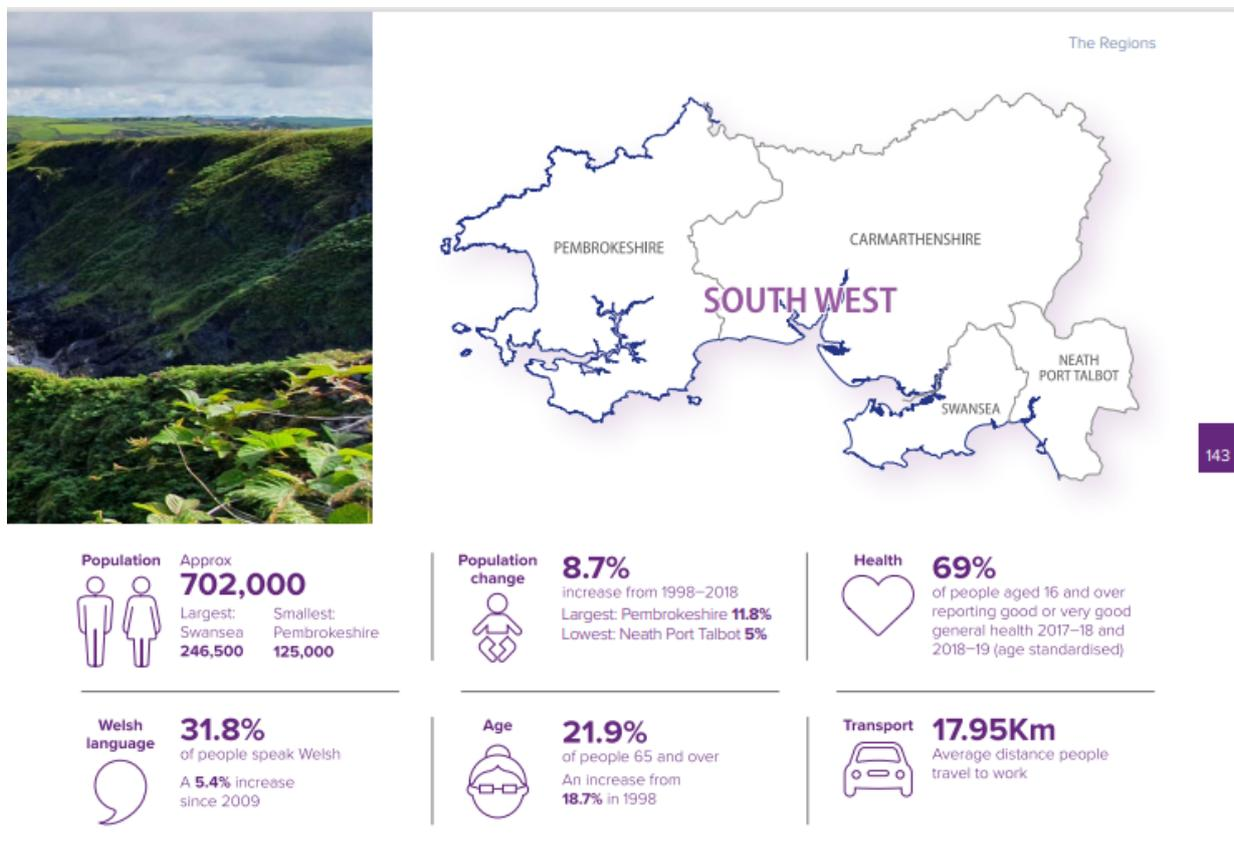 The Regions
PEMBROKESHIRE
CARMARTHENSHIRE
SOUTH WEST
NEATH
PORT TALBOT
SWANSEA
143
Population
Approx
702,000
Largest:
Swansea
246,500
Smallest:
Pembrokeshire
125,000
Population
change
8.7%
increase from 1998–2018
Largest: Pembrokeshire 11.8%
Lowest: Neath Port Talbot 5%
Health
69%
of people aged 16 and over
reporting good or very good
general health 2017–18 and
2018–19 (age standardised)
Welsh
language
31.8%
of people speak Welsh
A 5.4% increase
since 2009
Age
21.9%
of people 65 and over
An increase from
18.7% in 1998
Transport
17.95Km
Average distance people
travel to work